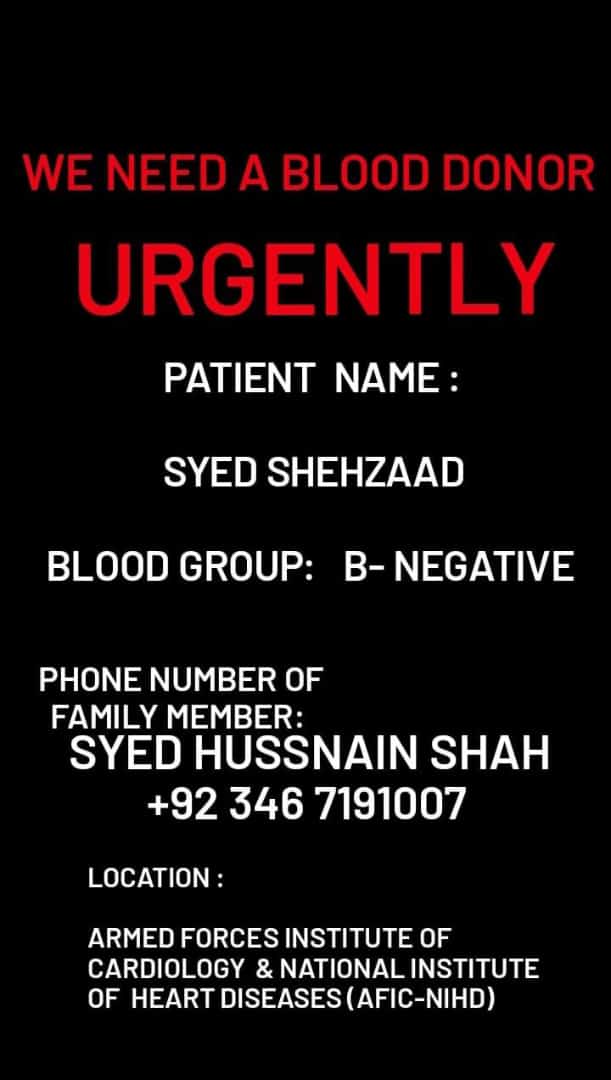 WE NEED A BLOOD DONOR
URGENTLY
PATIENT NAME :
SYED SHEHZAAD
BLOOD GROUP: B- NEGATIVE
PHONE NUMBER OF
FAMILY MEMBER:
SYED HUSSNAIN SHAH
+92 346 7191007
LOCATION :
ARMED FORCES INSTITUTE OF
CARDIOLOGY & NATIONAL INSTITUTE
OF HEART DISEASES (AFIC-NIHD)